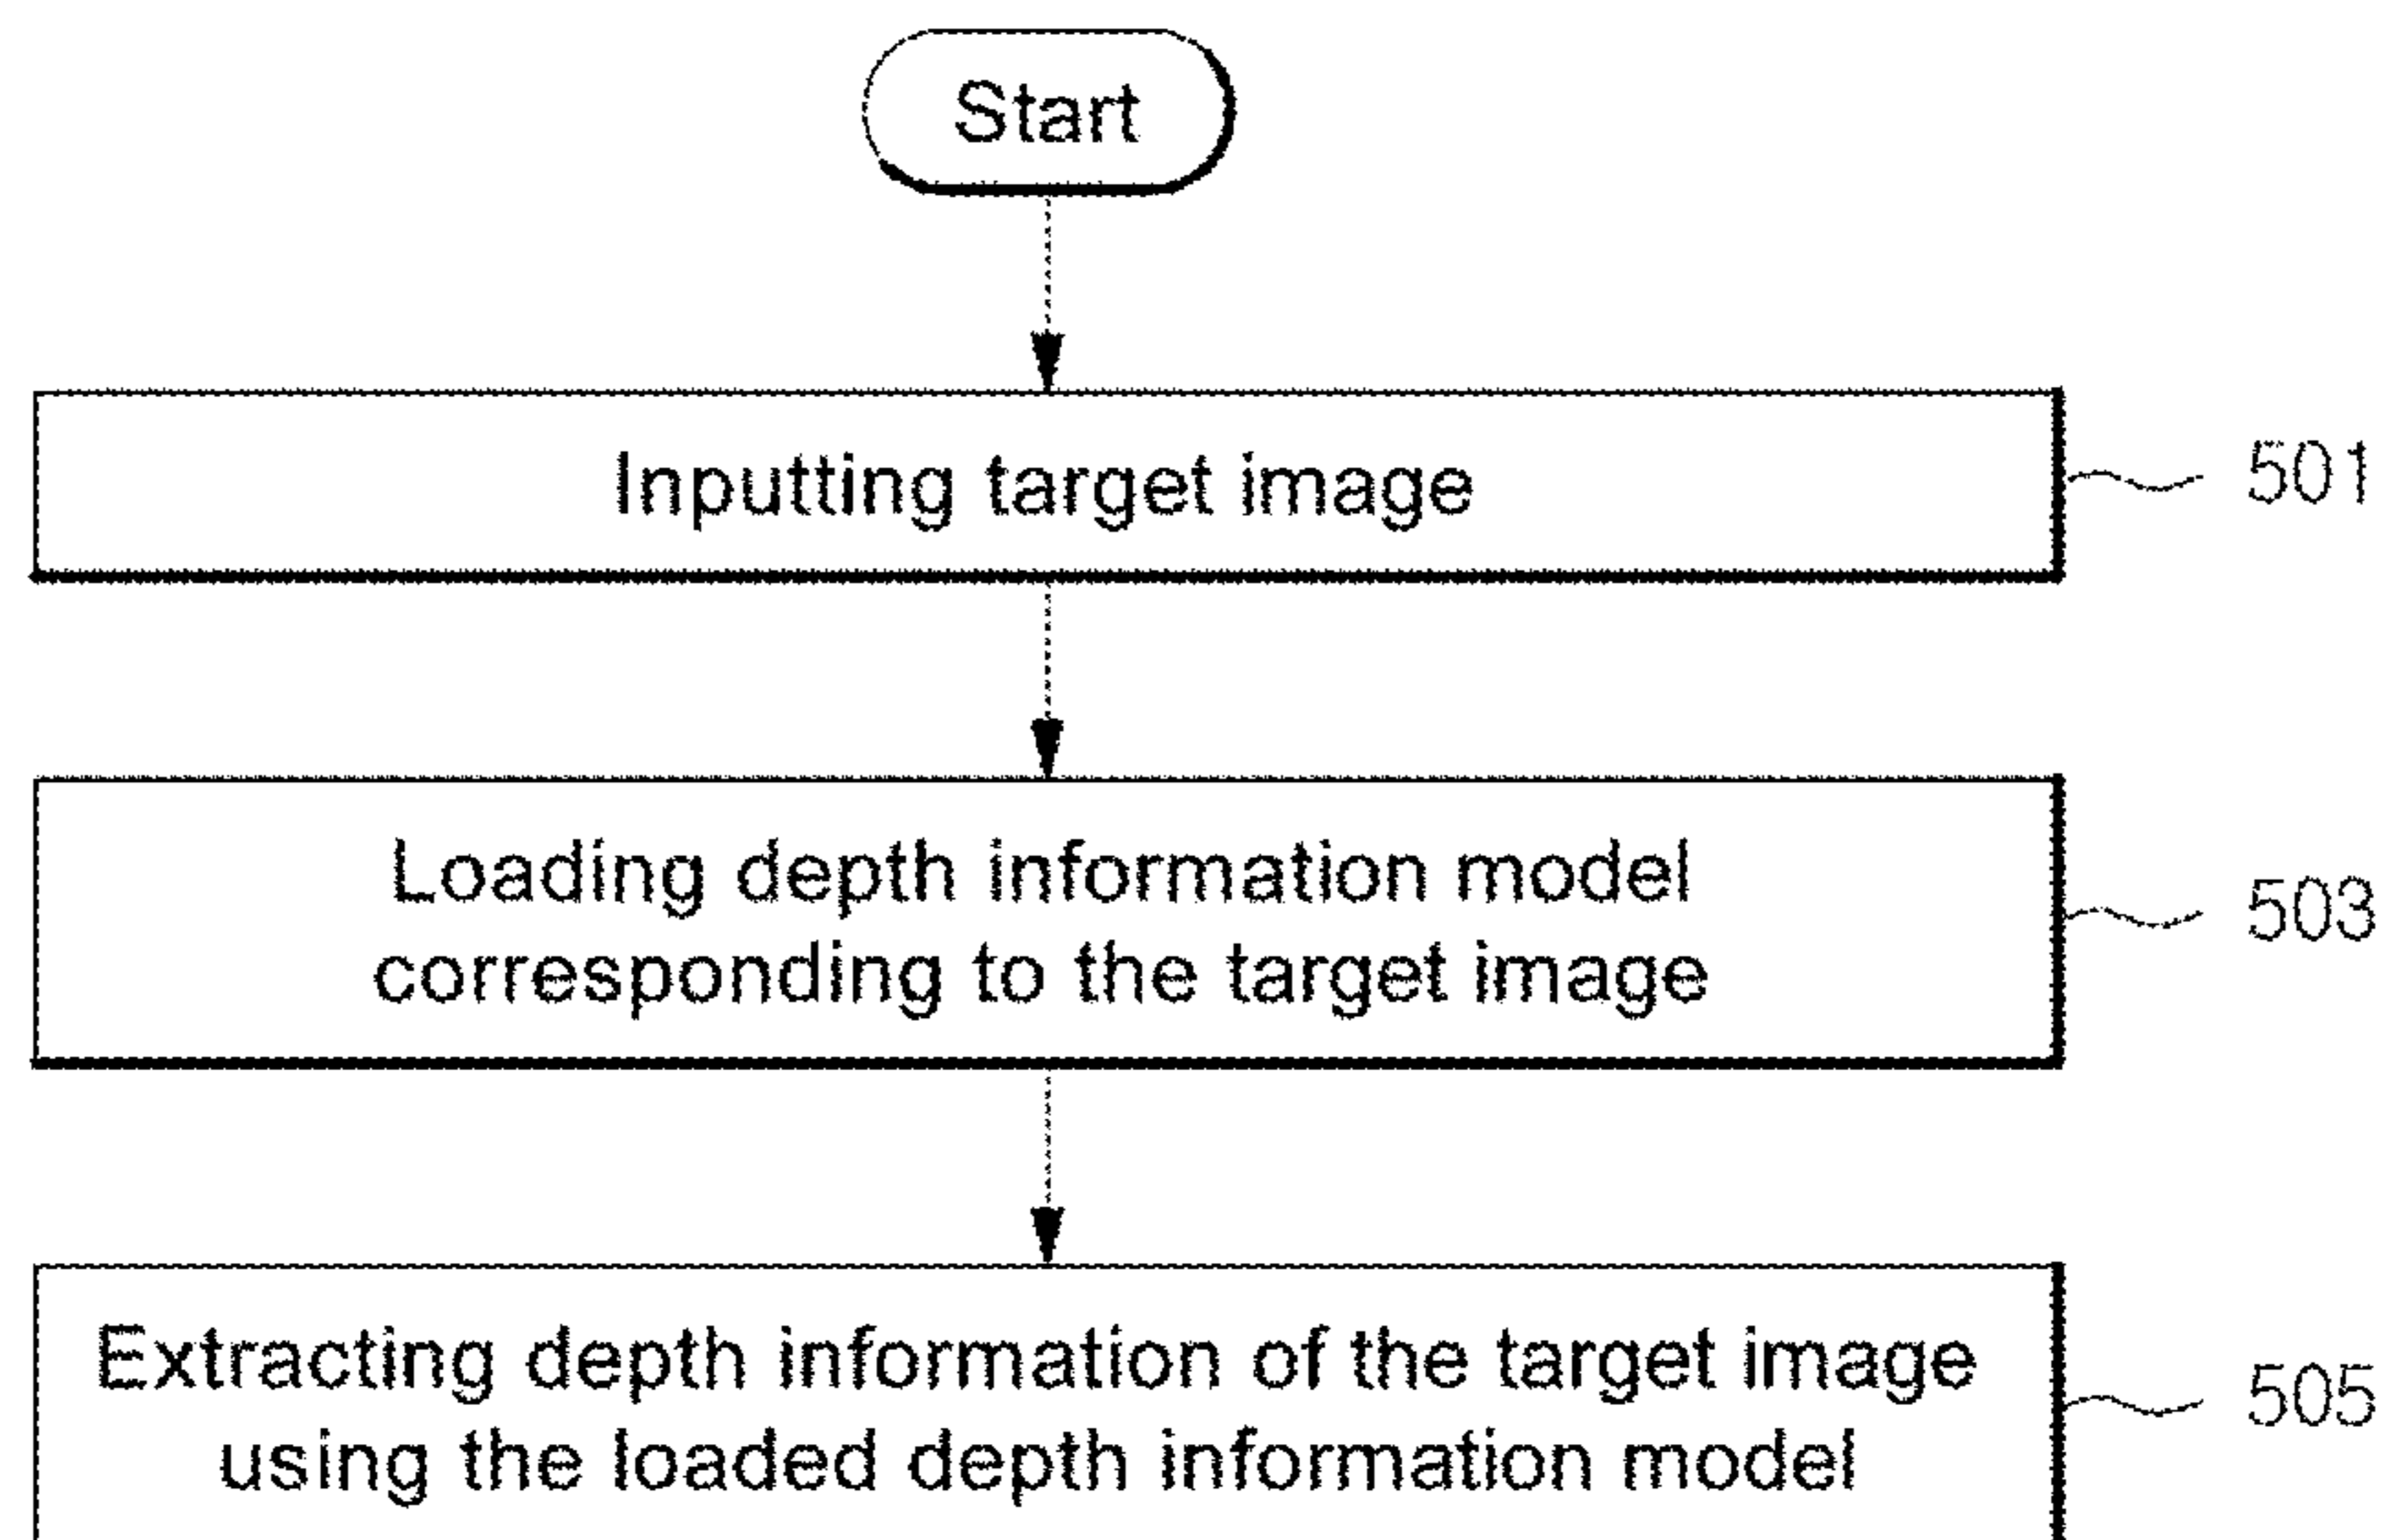 Start
Inputting target image
501
Loading depth information model
corresponding to the target image
503
Extracting depth information of the target image
using the loaded depth information model
505